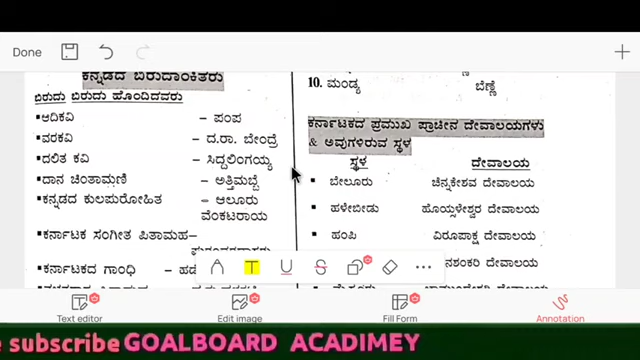 Done
ಕನ್ನಡದ ಬಿರುದಾಂಕಿತರು
ಬಿರುದು ಬಿರುದು ಹೊಂದಿದವರು
▪ಆದಿಕವಿ – ಪಂಪ
▪ವರಕವಿ – ದ.ರಾ. ಬೇಂದ್ರೆ
▪ದಲಿತ ಕವಿ – ಸಿದ್ದಲಿಂಗಯ್ಯ
▪ದಾನ ಚಿಂತಾಮಣಿ – ಅತ್ತಿಮಬ್ಬೆ
▪ಕನ್ನಡದ ಕುಲಪುರೋಹಿತ – ಆಲೂರು
ವೆಂಕಟರಾಯ
▪ಕರ್ನಾಟಕ ಸಂಗೀತ ಪಿತಾಮಹ–
▪ಕರ್ನಾಟಕದ ಗಾಂಧಿ –
10. ಮಂಡ್ಯ ಬೆಣ್ಣೆ
ಕರ್ನಾಟಕದ ಪ್ರಮುಖ ಪ್ರಾಚೀನ ದೇವಾಲಯಗಳು
& ಅವುಗಳಿರುವ ಸ್ಥಳ
ಸ್ಥಳ ದೇವಾಲಯ
▪ ಬೇಲೂರು ಚೆನ್ನಕೇಶವ ದೇವಾಲಯ
▪ ಹಳೇಬೀಡು ಹೊಯ್ಸಳೇಶ್ವರ ದೇವಾಲಯ
▪ ಹಂಪಿ ವಿರೂಪಾಕ್ಷ ದೇವಾಲಯ
ದೇವಾಲಯ
Text editor
Edit image
Fill Form
Annotation
subscribe GOALBOARD ACADIMEY